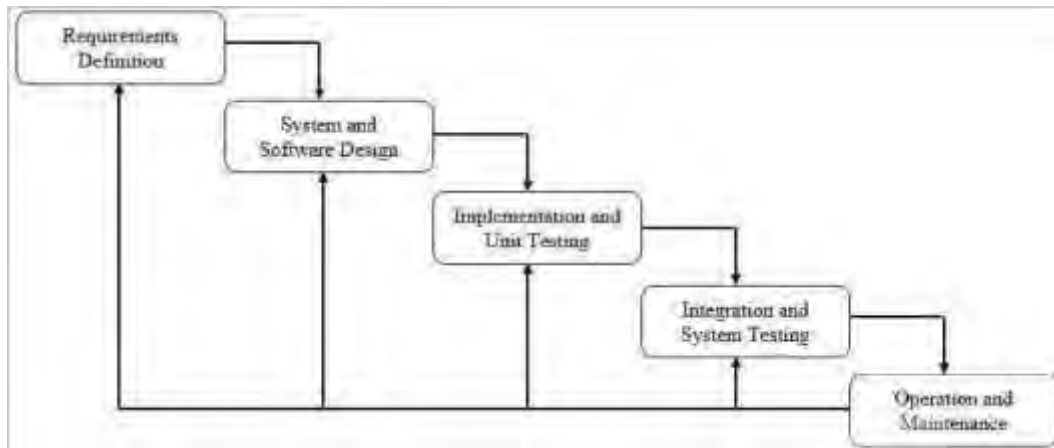 Requirements
Definition
System and
Software Design
Implementation and
Unit Testing
Integration and
System Testing
Operation and
Maintenance